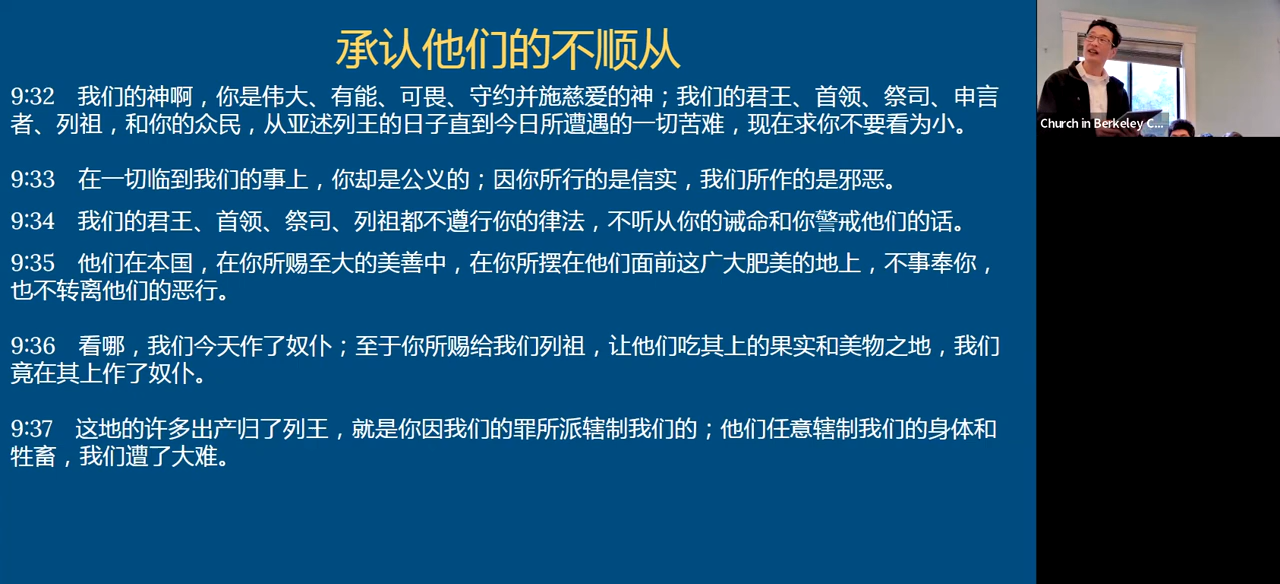 承认他们的不顺从
9:32 我们的神啊，你是伟大、有能、可畏、守约并施慈爱的神；我们的君王、首领、祭司、申言
者、列祖，和你的众民，从亚述列王的日子直到今日所遭遇的一切苦难，现在求你不要看为小。
9:33 在一切临到我们的事上，你却是公义的；因你所行的是信实，我们所作的是邪恶。
9:34 我们的君王、首领、祭司、列祖都不遵行你的律法，不听从你的诫命和你警戒他们的话。
9:35 他们在本国，在你所赐至大的美善中，在你所摆在他们面前这广大肥美的地上，不事奉你，
也不转离他们的恶行。
9:36 看哪，我们今天作了奴仆；至于你所赐给我们列祖，让他们吃其上的果实和美物之地，我们
竟在其上作了奴仆。
9:37 这地的许多出产归了列王，就是你因我们的罪所派辖制我们的；他们任意辖制我们的身体和
牲畜，我们遭了大难。
Church in Berkeley C...